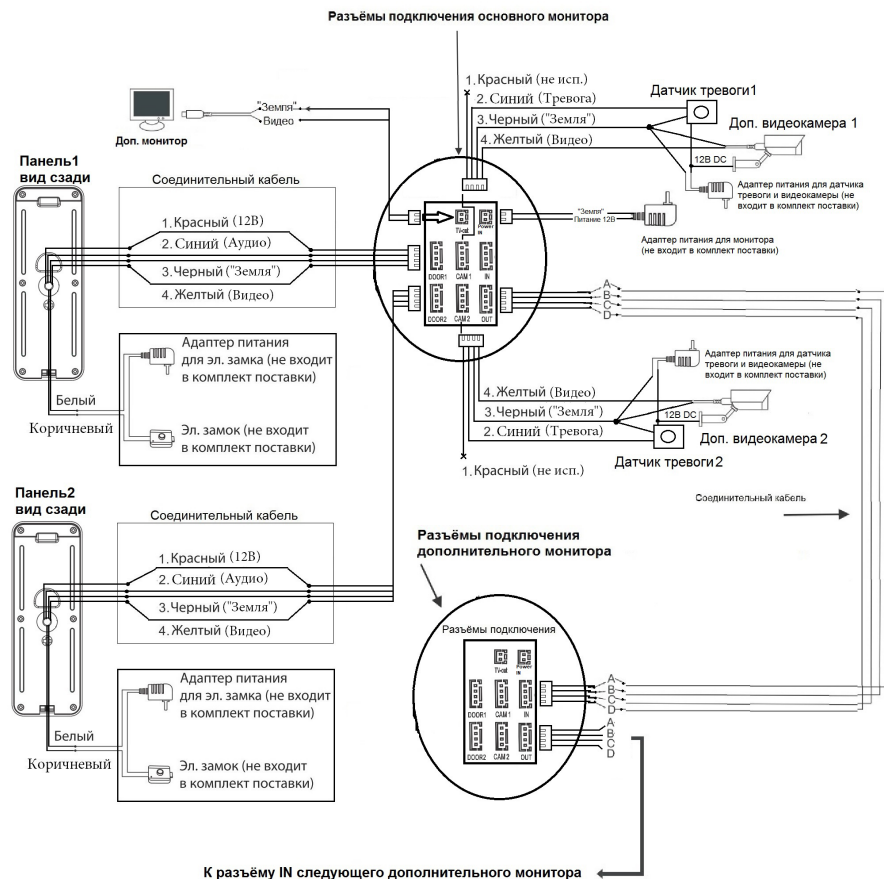 Разъёмы подключения основного монитора
1. Красный (не исп.)
2. Синий (Тревога)
3. Черный ("Земля")
4. Желтый (Видео)
Датчик тревоги1
Доп. видеокамера 1
12В DC
Адаптер питания для датчика
тревоги и видеокамеры (не
входит в комплект поставки)
"Земля"
Видео
Доп. монитор
Панель1
вид сзади
Соединительный кабель
1. Красный (12В)
2. Синий (Аудио)
3. Черный ("Земля")
4. Желтый (Видео)
TV-out
Power
IN
DOOR1
CAM 1
IN
DOOR2
CAM 2
OUT
"Земля"
Питание 12В
Адаптер питания для монитора
(не входит в комплект поставки)
A
B
C
D
Адаптер питания
для эл. замка (не входит
в комплект поставки)
Белый
Коричневый
Эл. замок (не входит
в комплект поставки)
Адаптер питания для датчика
тревоги и видеокамеры (не
входит в комплект поставки)
4. Желтый (Видео)
3. Черный ("Земля")
2. Синий (Тревога)
1. Красный (не исп.)
12В DC
Доп. видеокамера 2
Датчик тревоги2
Соединительный кабель
Панель2
вид сзади
Соединительный кабель
1. Красный (12В)
2. Синий (Аудио)
3. Черный ("Земля")
4. Желтый (Видео)
Разъёмы подключения
дополнительного монитора
Разъёмы подключения
TV-out
Power
IN
DOOR1
CAM 1
IN
DOOR2
CAM 2
OUT
A
B
C
D
A
B
C
D
Адаптер питания
для эл. замка (не входит
в комплект поставки)
Белый
Коричневый
Эл. замок (не входит
в комплект поставки)
К разъёму IN следующего дополнительного монитора